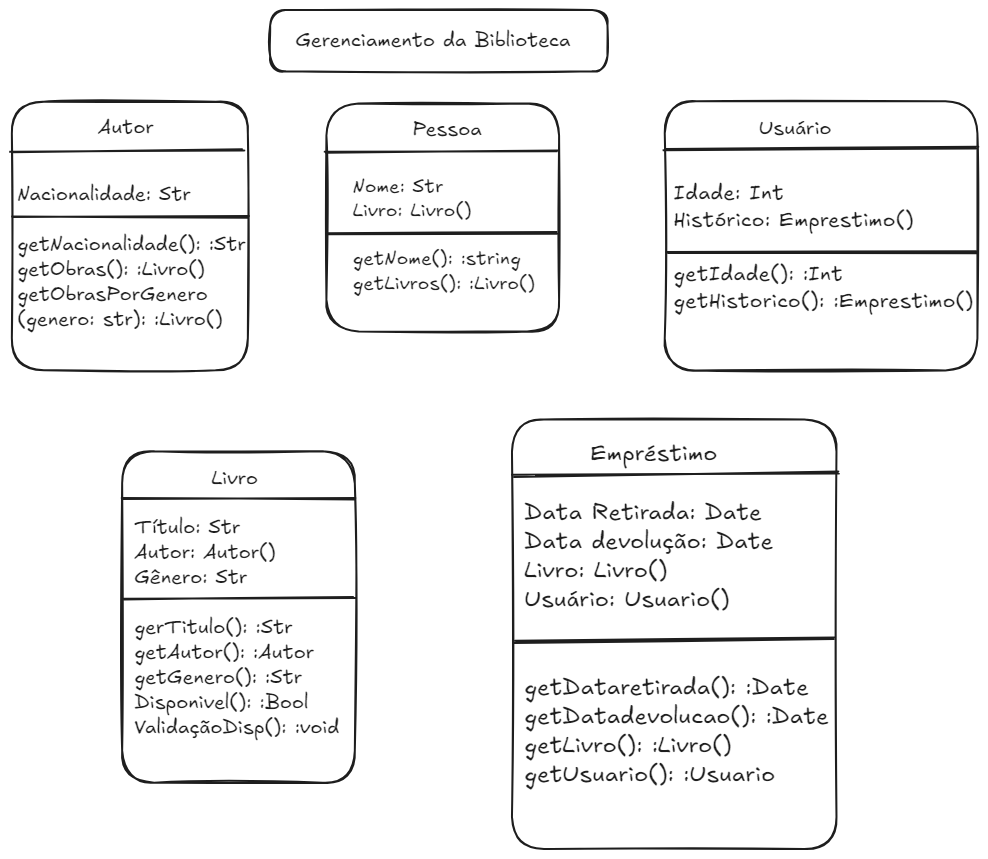 Gerenciamento da Biblioteca
Autor
Nacionalidade: Str
getNacionalidade(): :Str
getObras(): :Livro()
getObrasPorGenero
(genero: str): :Livro()
Pessoa
Nome: Str
Livro: Livro()
getNome(): :string
getLivros(): :Livro()
Usuário
Idade: Int
Histórico: Emprestimo()
getIdade(): :Int
getHistorico(): :Emprestimo()
Livro
Título: Str
Autor: Autor()
Gênero: Str
gerTitulo(): :Str
getAutor(): :Autor
getGenero(): :Str
Disponivel(): :Bool
ValidaçãoDisp(): :void
Empréstimo
Data Retirada: Date
Data devolução: Date
Livro: Livro()
Usuário: Usuario()
getDataretirada(): :Date
getDatadevolucao(): :Date
getLivro(): :Livro()
getUsuario(): :Usuario